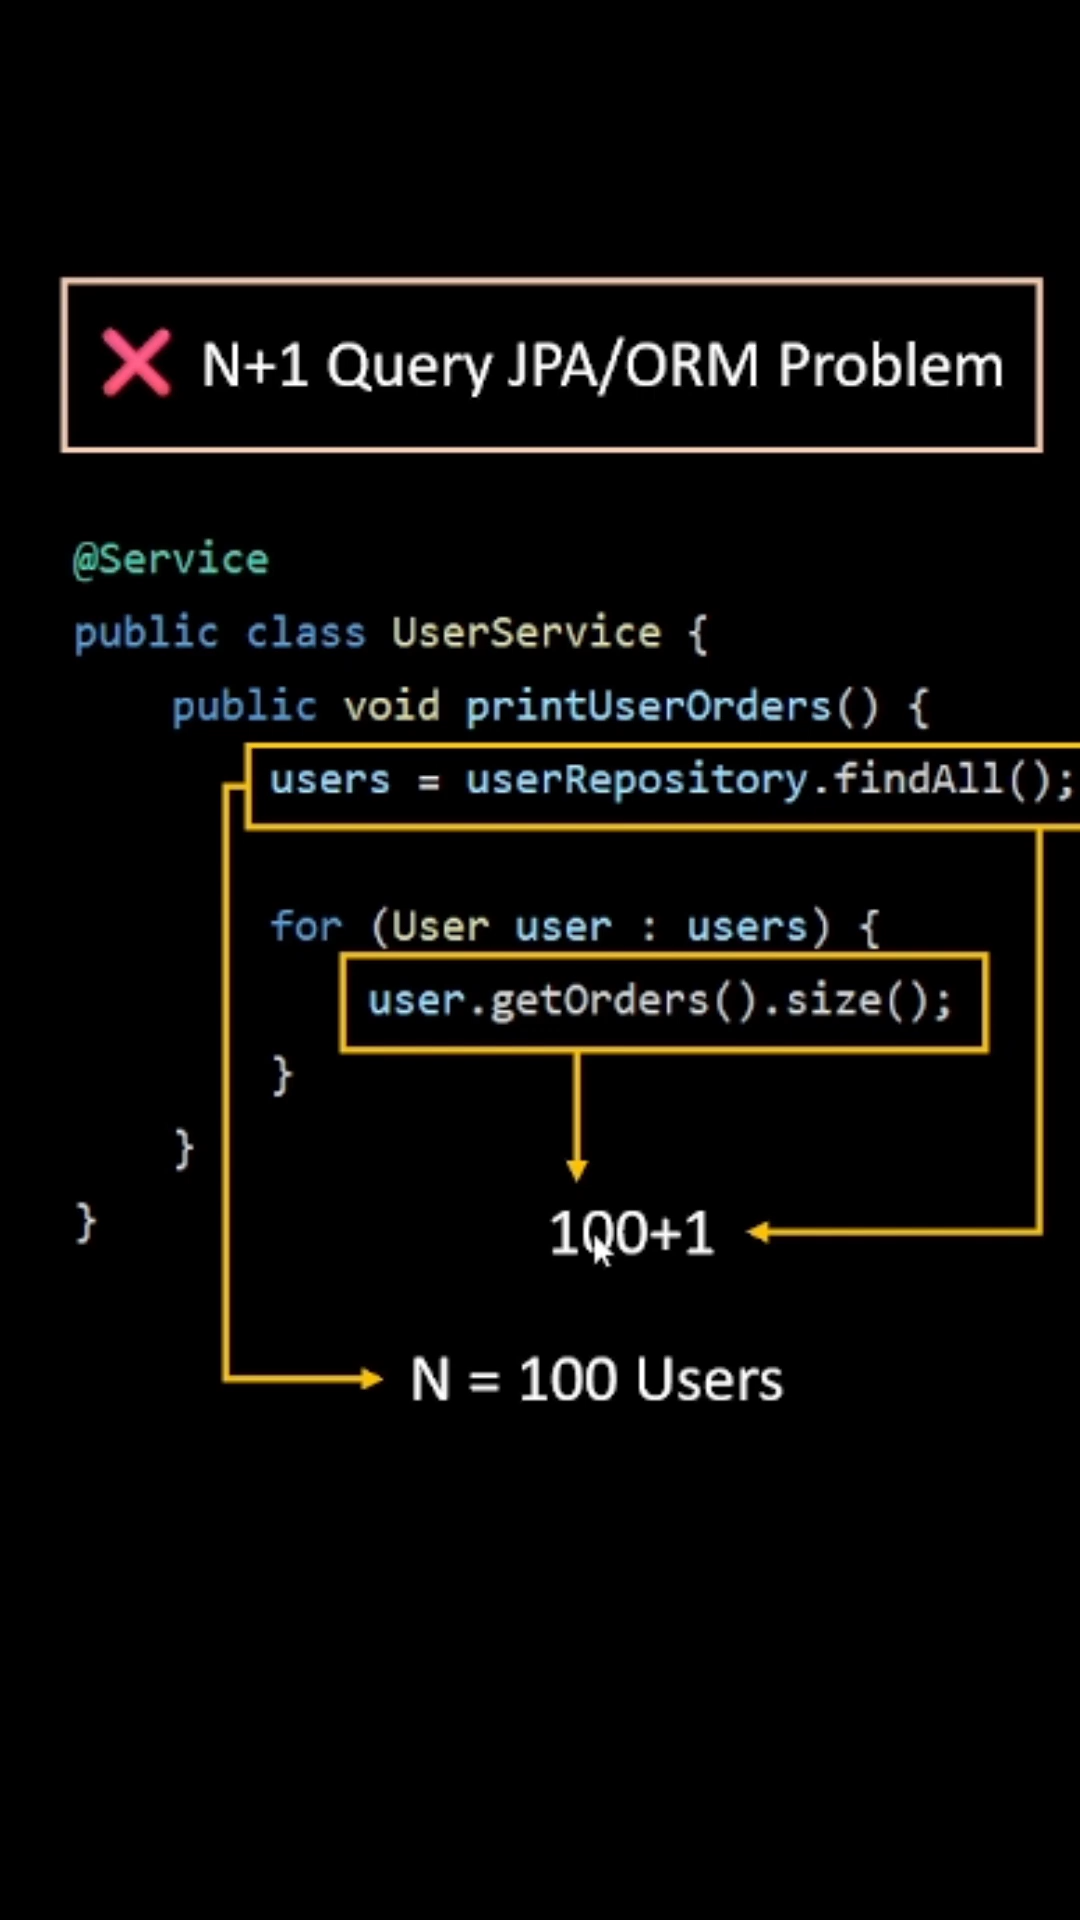 ❌ N+1 Query JPA/ORM Problem
@Service
public class UserService {
public void printUserOrders() {
users = userRepository.findAll();
for (User user : users) {
user.getOrders().size();
}
}
}
100+1
N = 100 Users